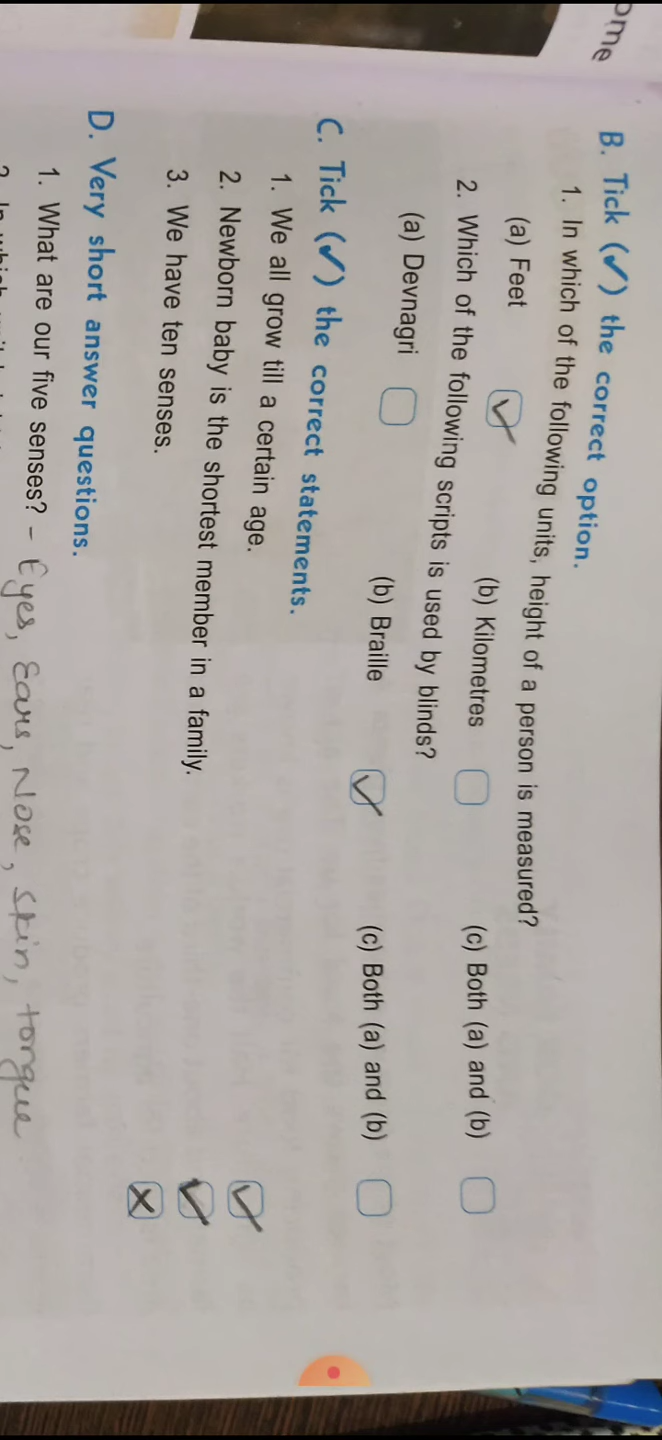 ome
B. Tick (✓) the correct option.
1. In which of the following units, height of a person is measured?
(a) Feet ✓ (b) Kilometres (c) Both (a) and (b)
2. Which of the following scripts is used by blinds?
(a) Devnagri (b) Braille ✓ (c) Both (a) and (b)
C. Tick (✓) the correct statements.
1. We all grow till a certain age. ✓
2. Newborn baby is the shortest member in a family. ✓
3. We have ten senses. ✗
D. Very short answer questions.
1. What are our five senses? – Eyes, Ears, Nose, Skin, tongue